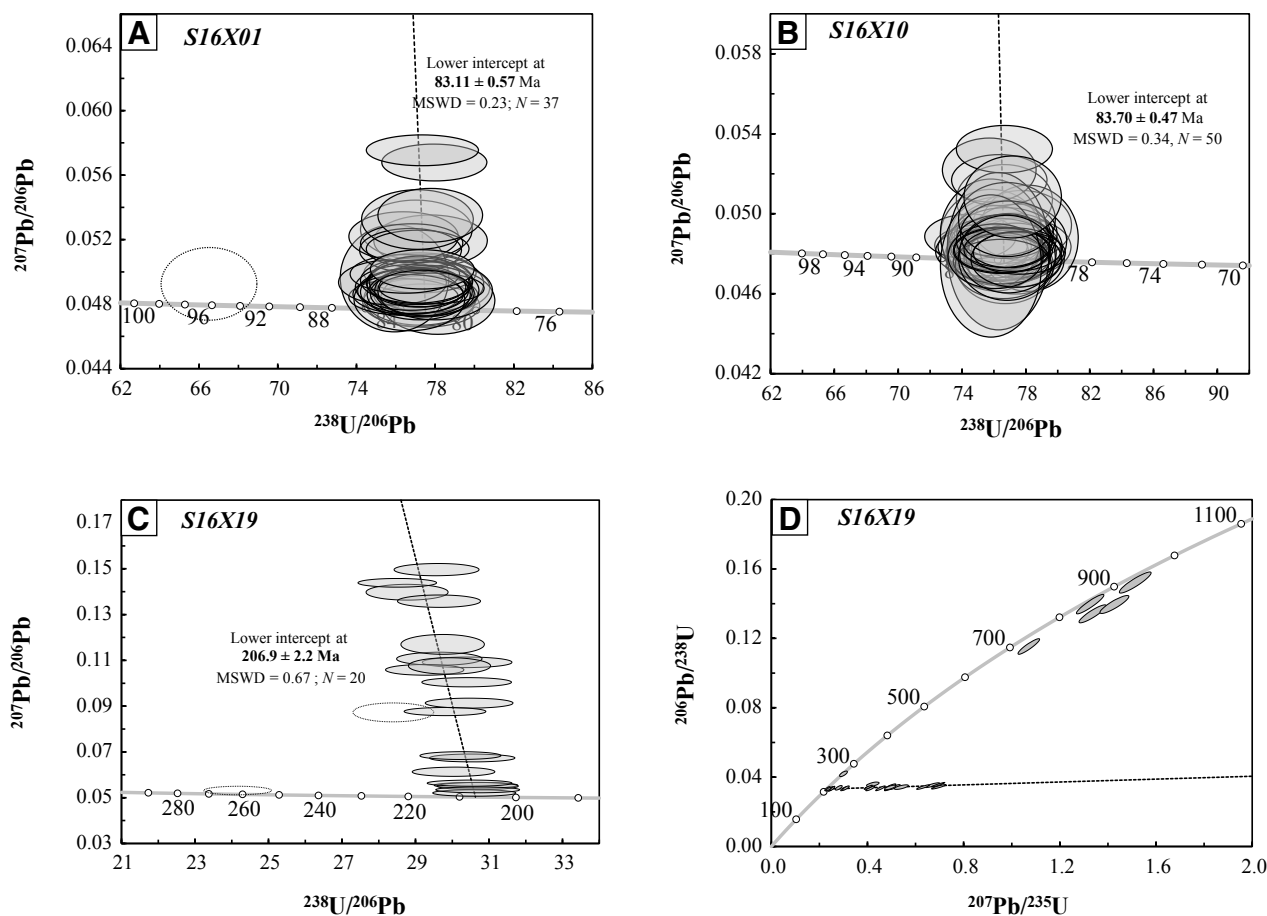 A S16X01
Lower intercept at
83.11 ± 0.57 Ma
MSWD = 0.23; N = 37
0.064
0.060
0.056
0.052
0.048
0.044
100 96 92 88 84 80 76
62 66 70 74 78 82 86
238U/206Pb
207Pb/206Pb
B S16X10
Lower intercept at
83.70 ± 0.47 Ma
MSWD = 0.34, N = 50
0.058
0.054
0.050
0.046
0.042
98 94 90 78 74 70
62 66 70 74 78 82 86 90
238U/206Pb
207Pb/206Pb
C S16X19
Lower intercept at
206.9 ± 2.2 Ma
MSWD = 0.67 ; N = 20
0.17
0.15
0.13
0.11
0.09
0.07
0.05
0.03
280 260 240 220 200
21 23 25 27 29 31 33
238U/206Pb
207Pb/206Pb
D S16X19
0.20
0.16
0.12
0.08
0.04
0.00
1100
900
700
500
300
100
0.0 0.4 0.8 1.2 1.6 2.0
207Pb/235U
206Pb/238U